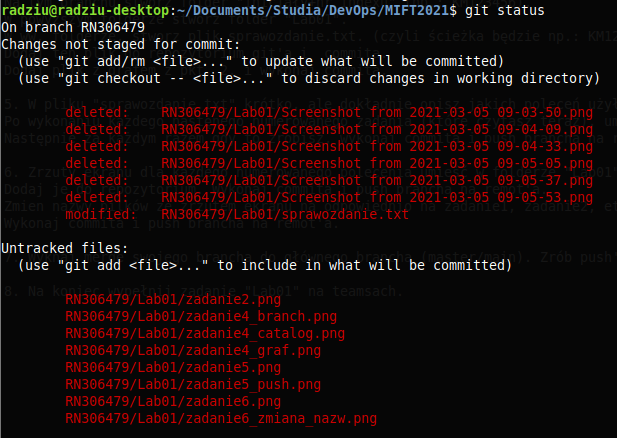 radziu@radziu-desktop:~/Documents/Studia/DevOps/MIFT2021$ git status
On branch RN306479
Changes not staged for commit:
  (use "git add/rm <file>..." to update what will be committed)
  (use "git checkout -- <file>..." to discard changes in working directory)

        deleted:    RN306479/Lab01/Screenshot from 2021-03-05 09-03-50.png
        deleted:    RN306479/Lab01/Screenshot from 2021-03-05 09-04-09.png
        deleted:    RN306479/Lab01/Screenshot from 2021-03-05 09-04-33.png
        deleted:    RN306479/Lab01/Screenshot from 2021-03-05 09-05-05.png
        deleted:    RN306479/Lab01/Screenshot from 2021-03-05 09-05-37.png
        deleted:    RN306479/Lab01/Screenshot from 2021-03-05 09-05-53.png
        modified:   RN306479/Lab01/sprawozdanie.txt

Untracked files:
  (use "git add <file>..." to include in what will be committed)

        RN306479/Lab01/zadanie2.png
        RN306479/Lab01/zadanie4_branch.png
        RN306479/Lab01/zadanie4_catalog.png
        RN306479/Lab01/zadanie4_graf.png
        RN306479/Lab01/zadanie5.png
        RN306479/Lab01/zadanie5_push.png
        RN306479/Lab01/zadanie6.png
        RN306479/Lab01/zadanie6_zmiana_nazw.png